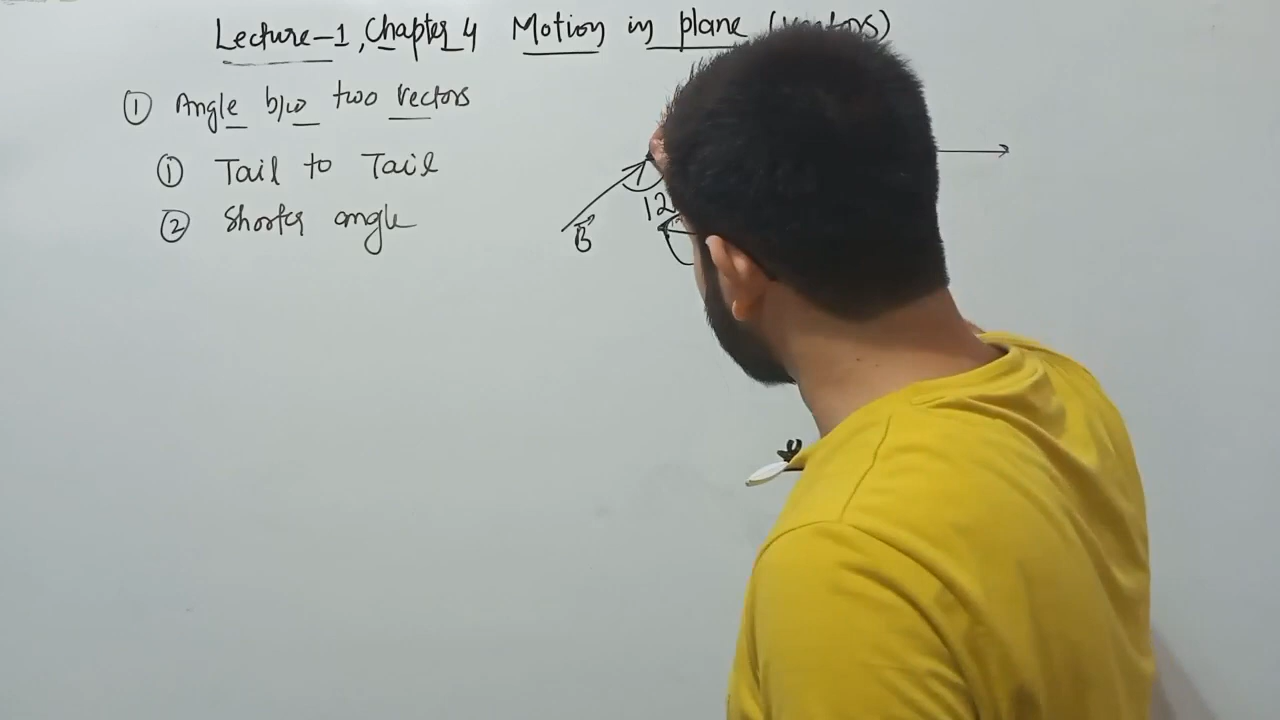 Lecture-1, Chapter 4 Motion in plane
① Angle b/w two vectors
① Tail to Tail
② Shorter angle
12
B